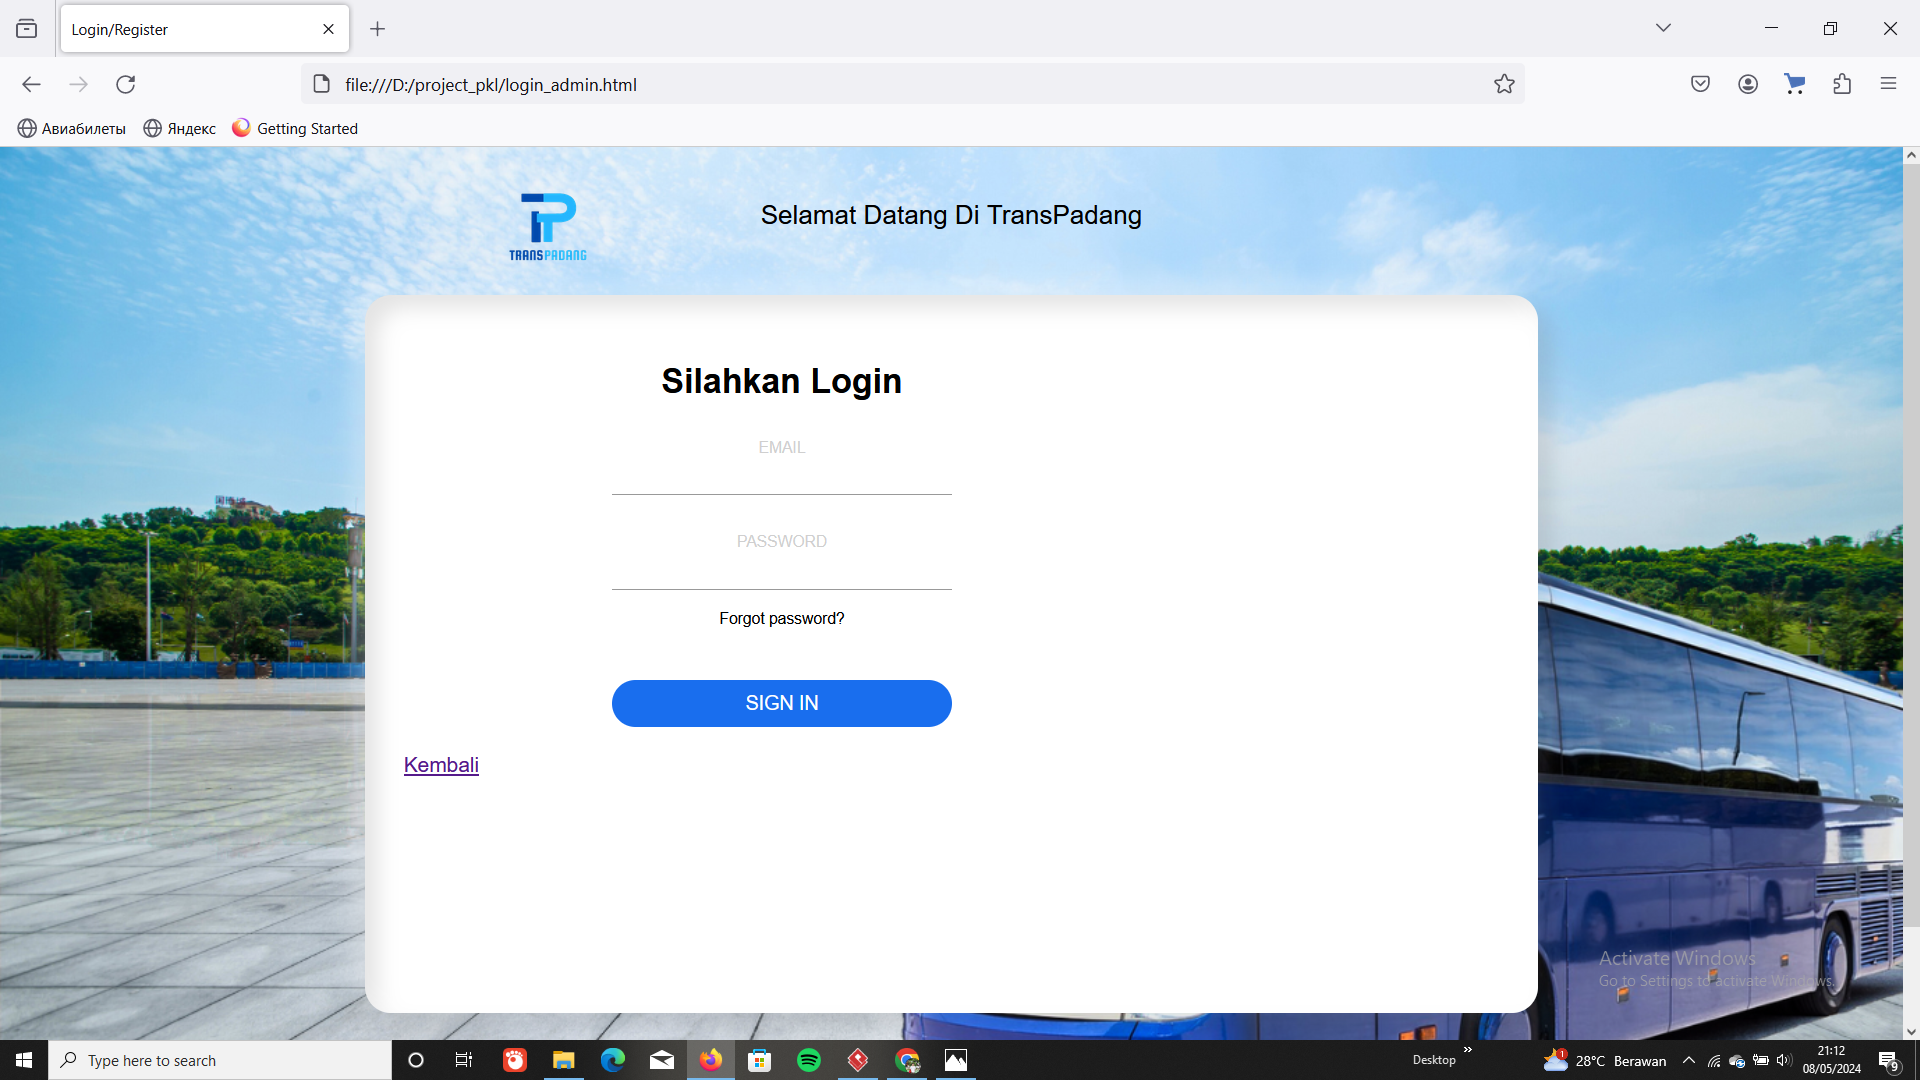 Login/Register
file:///D:/project_pkl/login_admin.html
Авиабилеты Яндекс Getting Started
TRANSPADANG
Selamat Datang Di TransPadang
Silahkan Login
EMAIL
PASSWORD
Forgot password?
SIGN IN
Kembali
Activate Windows
Go to Settings to activate Windows.
Type here to search
Desktop
1
28°C Berawan
21:12
08/05/2024
9